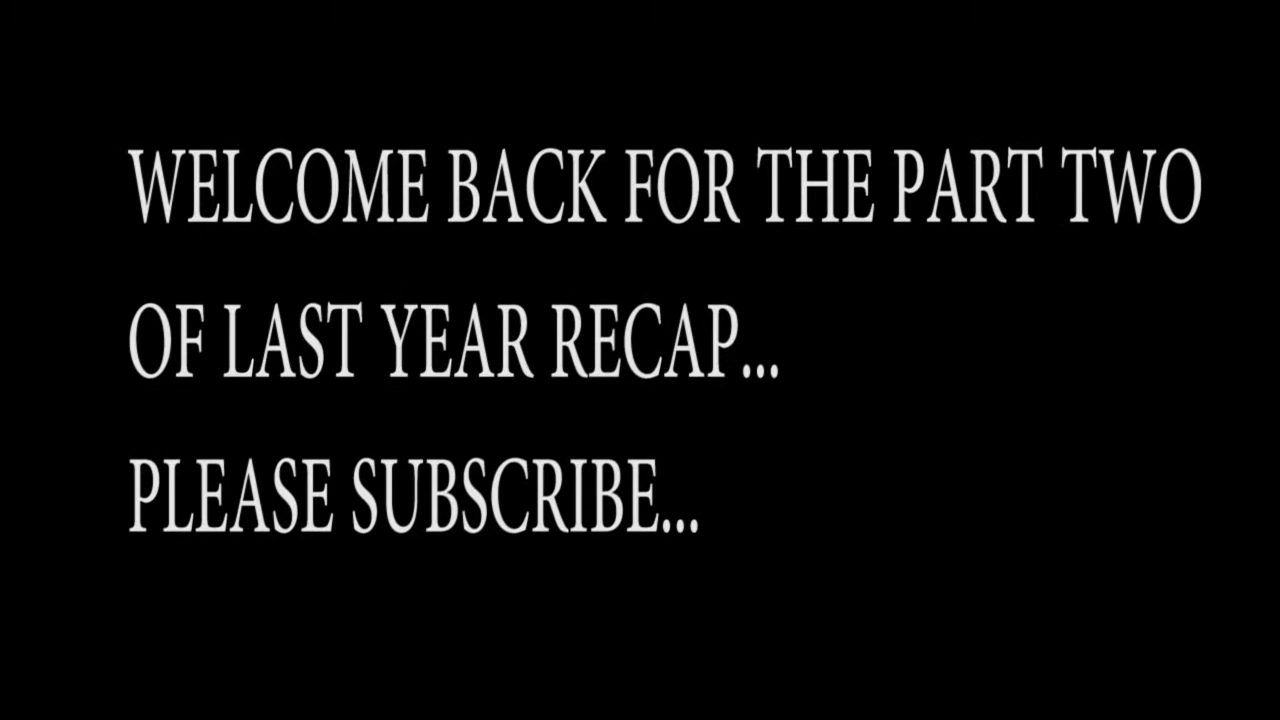 WELCOME BACK FOR THE PART TWO
OF LAST YEAR RECAP...
PLEASE SUBSCRIBE...